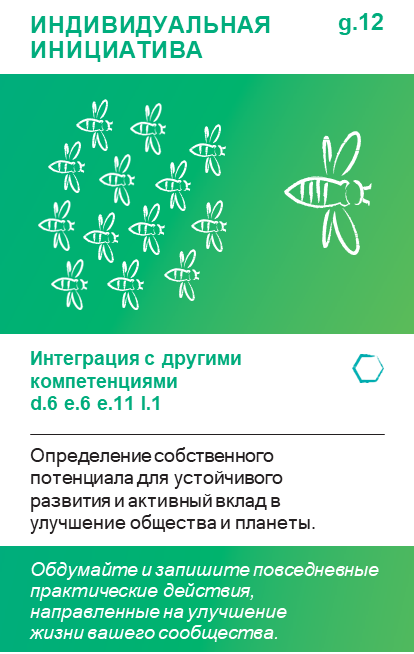 ИНДИВИДУАЛЬНАЯ
ИНИЦИАТИВА
g.12
Интеграция с другими
компетенциями
d.6 e.6 e.11 l.1
Определение собственного
потенциала для устойчивого
развития и активный вклад в
улучшение общества и планеты.
Обдумайте и запишите повседневные
практические действия,
направленные на улучшение
жизни вашего сообщества.